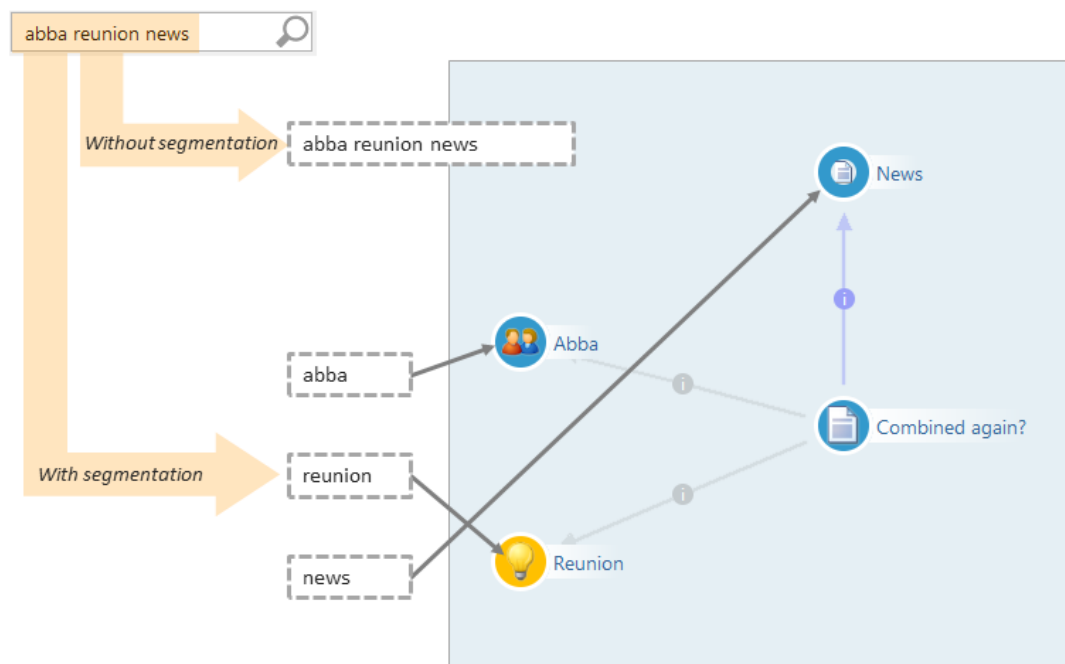 abba reunion news
Without segmentation
abba reunion news
News
Abba
abba
Combined again?
With segmentation
reunion
Reunion
news
i
i
i